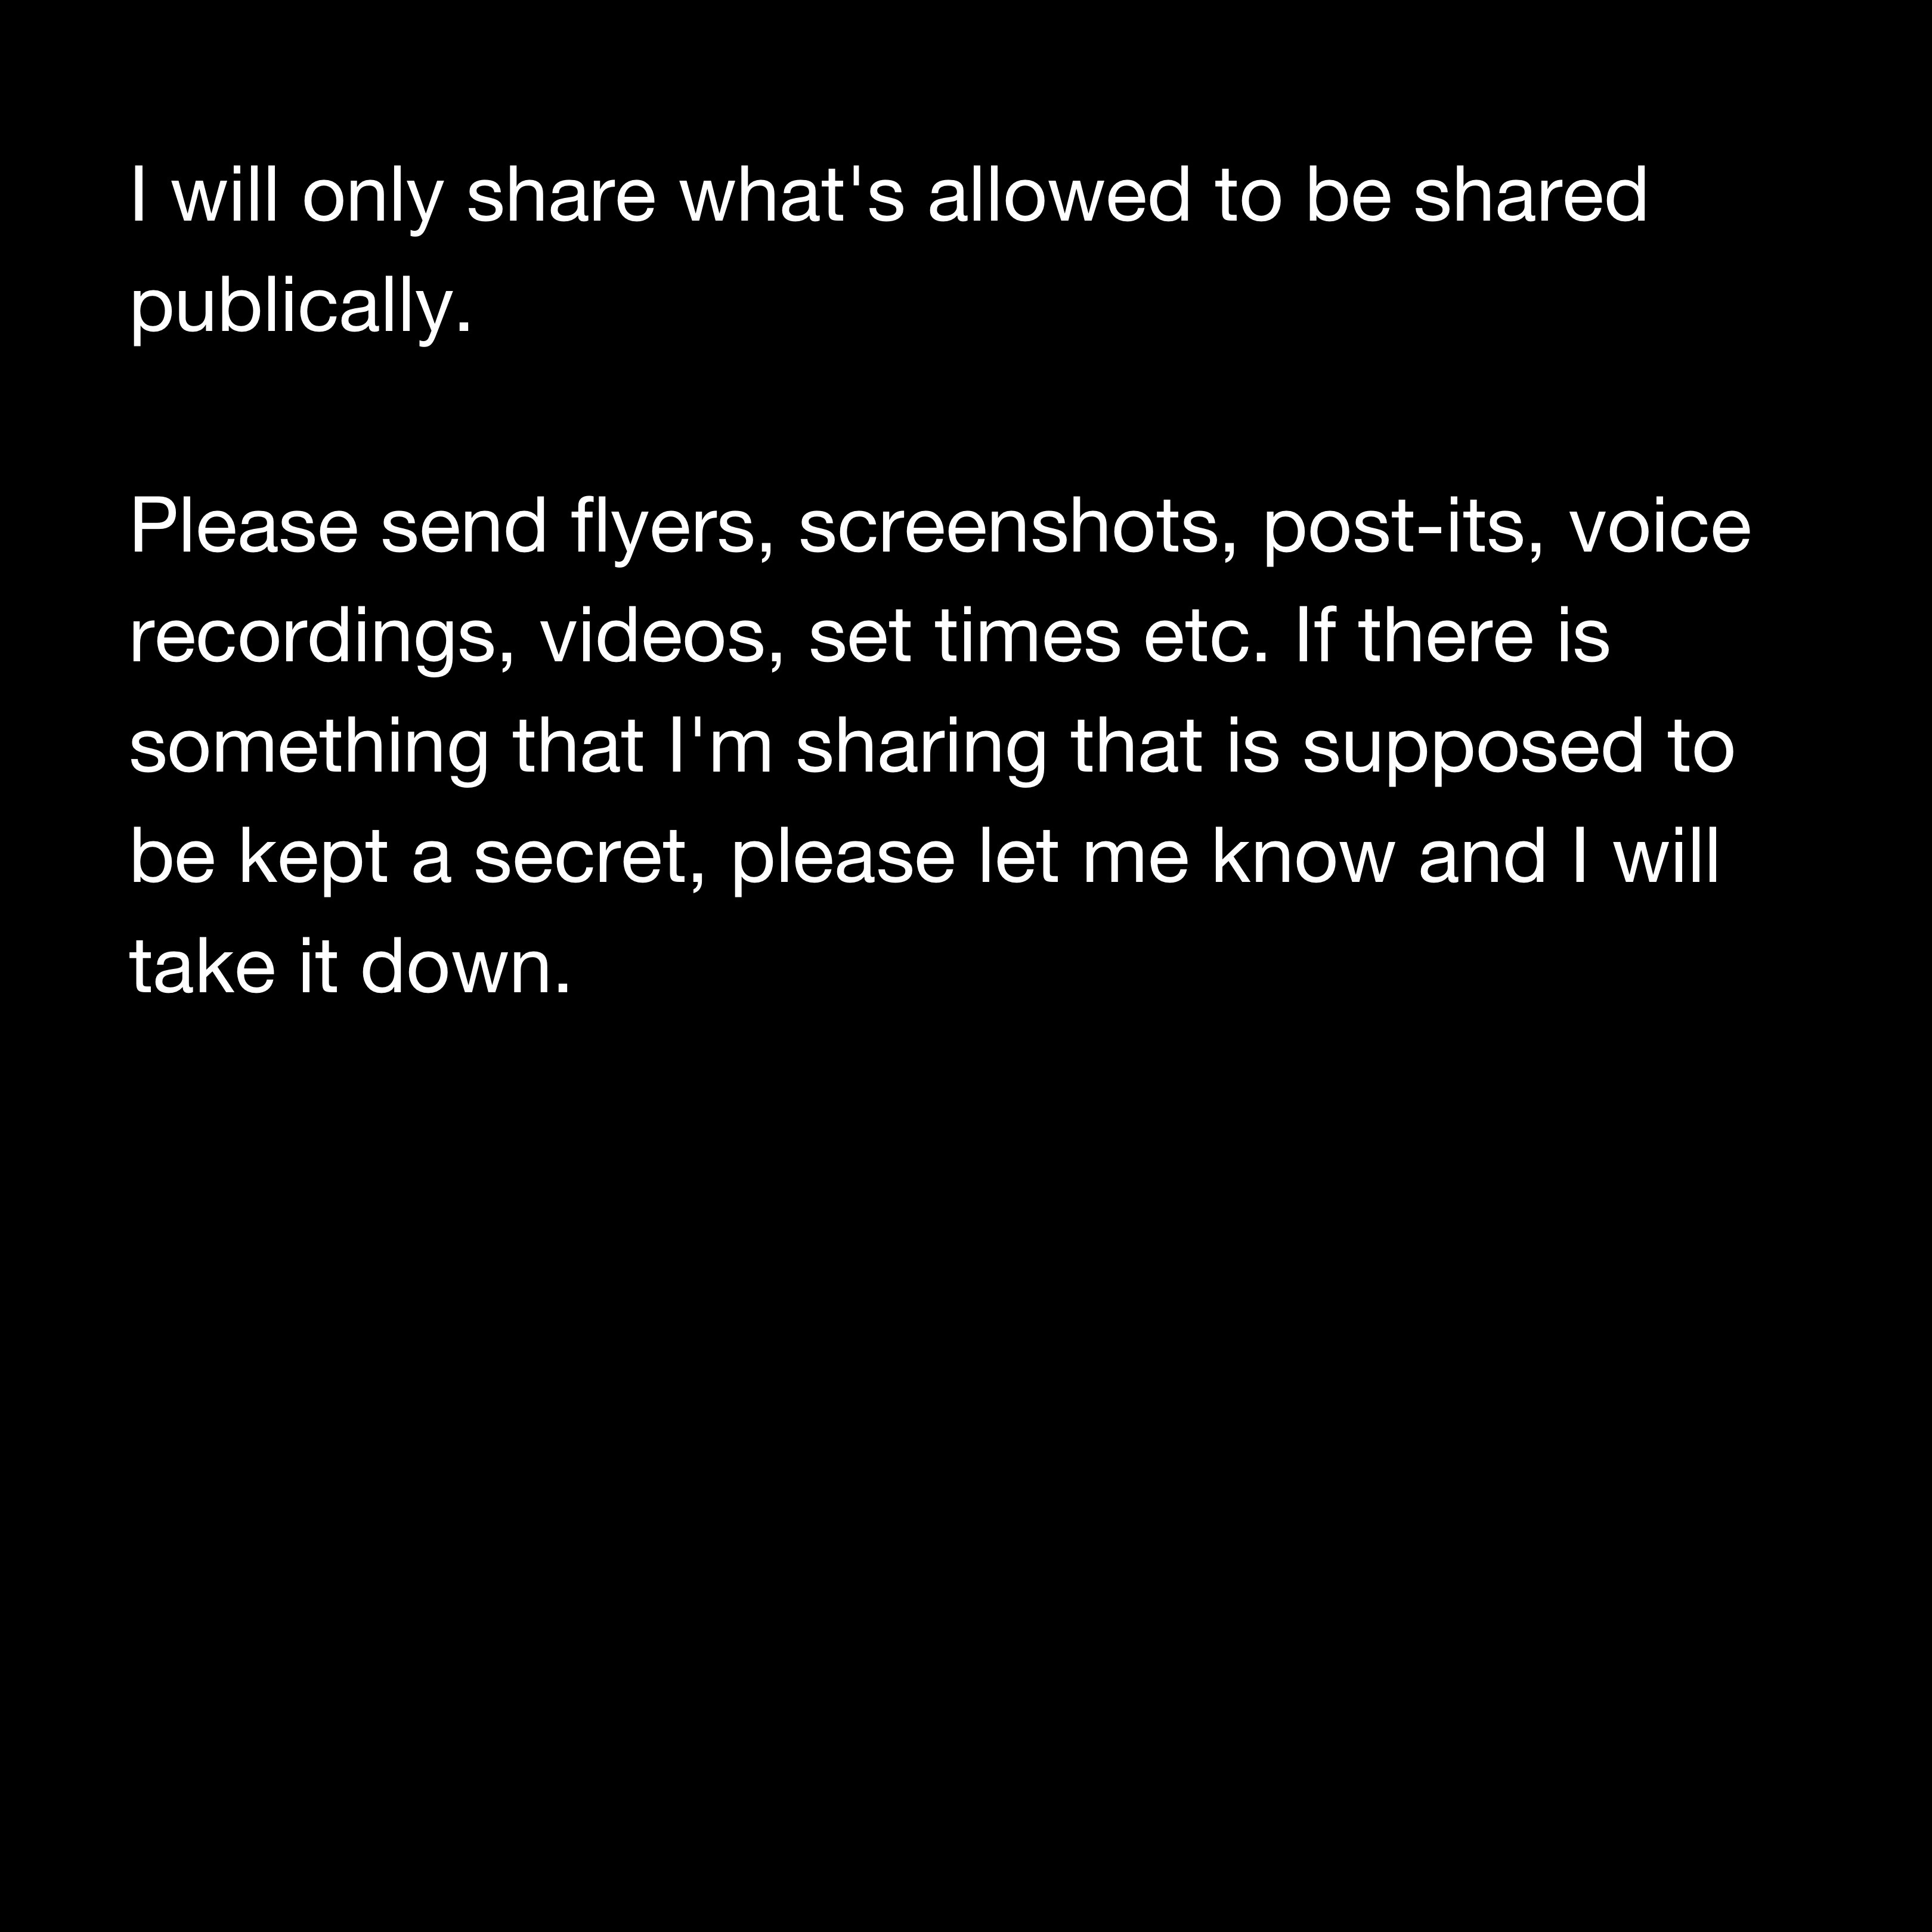 I will only share what's allowed to be shared
publically.
Please send flyers, screenshots, post-its, voice
recordings, videos, set times etc. If there is
something that I'm sharing that is supposed to
be kept a secret, please let me know and I will
take it down.